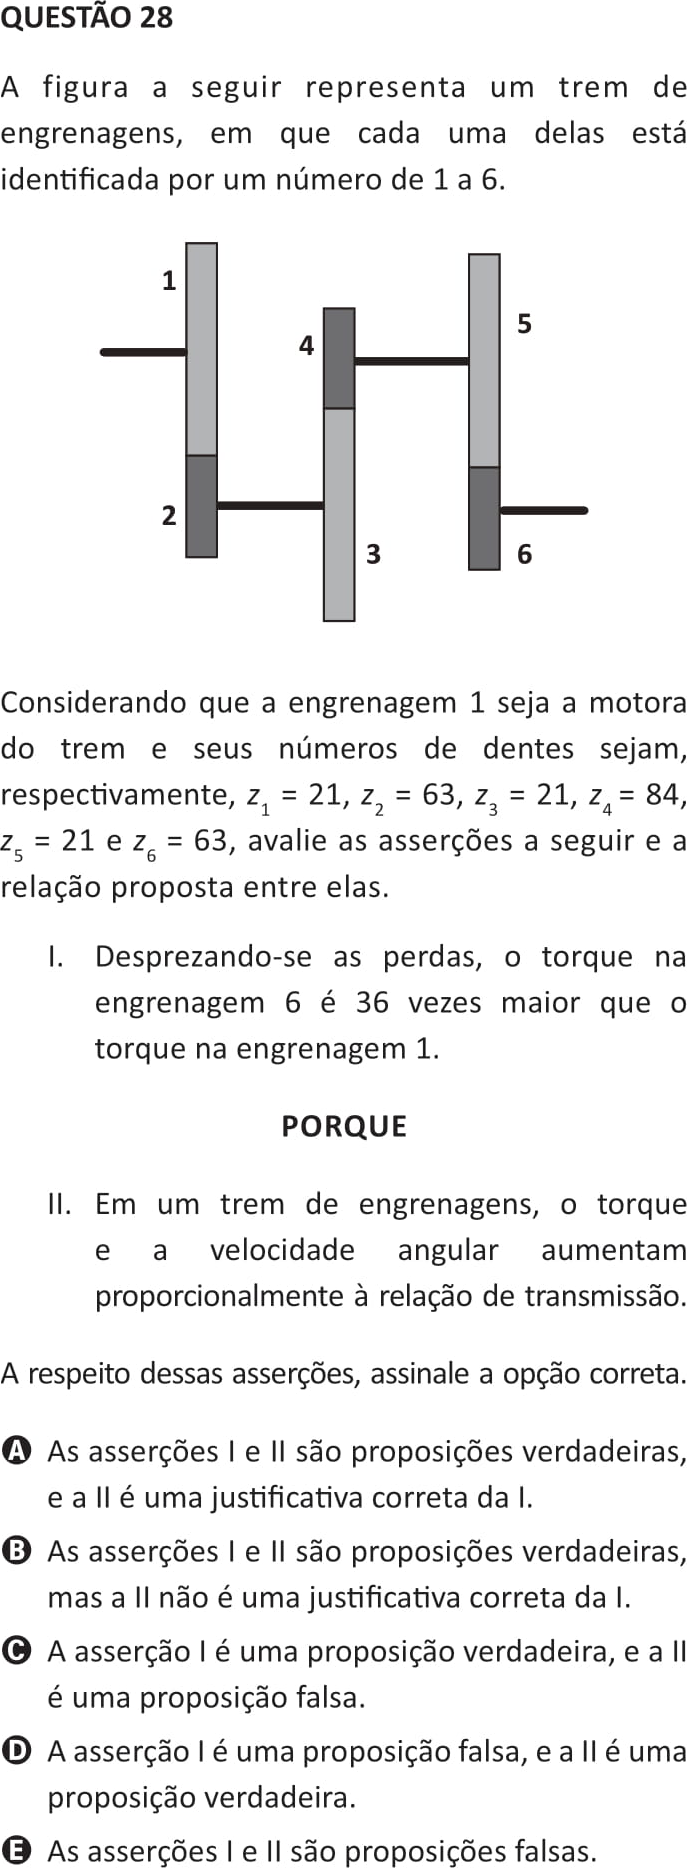 QUESTÃO 28
A figura a seguir representa um trem de
engrenagens, em que cada uma delas está
identificada por um número de 1 a 6.
1
5
4
2
3
6
Considerando que a engrenagem 1 seja a motora
do trem e seus números de dentes sejam,
respectivamente, z₁ = 21, z₂ = 63, z₃ = 21, z₄ = 84,
z₅ = 21 e z₆ = 63, avalie as asserções a seguir e a
relação proposta entre elas.
I. Desprezando-se as perdas, o torque na
engrenagem 6 é 36 vezes maior que o
torque na engrenagem 1.
PORQUE
II. Em um trem de engrenagens, o torque
e a velocidade angular aumentam
proporcionalmente à relação de transmissão.
A respeito dessas asserções, assinale a opção correta.
A As asserções I e II são proposições verdadeiras,
e a II é uma justificativa correta da I.
B As asserções I e II são proposições verdadeiras,
mas a II não é uma justificativa correta da I.
C A asserção I é uma proposição verdadeira, e a II
é uma proposição falsa.
D A asserção I é uma proposição falsa, e a II é uma
proposição verdadeira.
E As asserções I e II são proposições falsas.